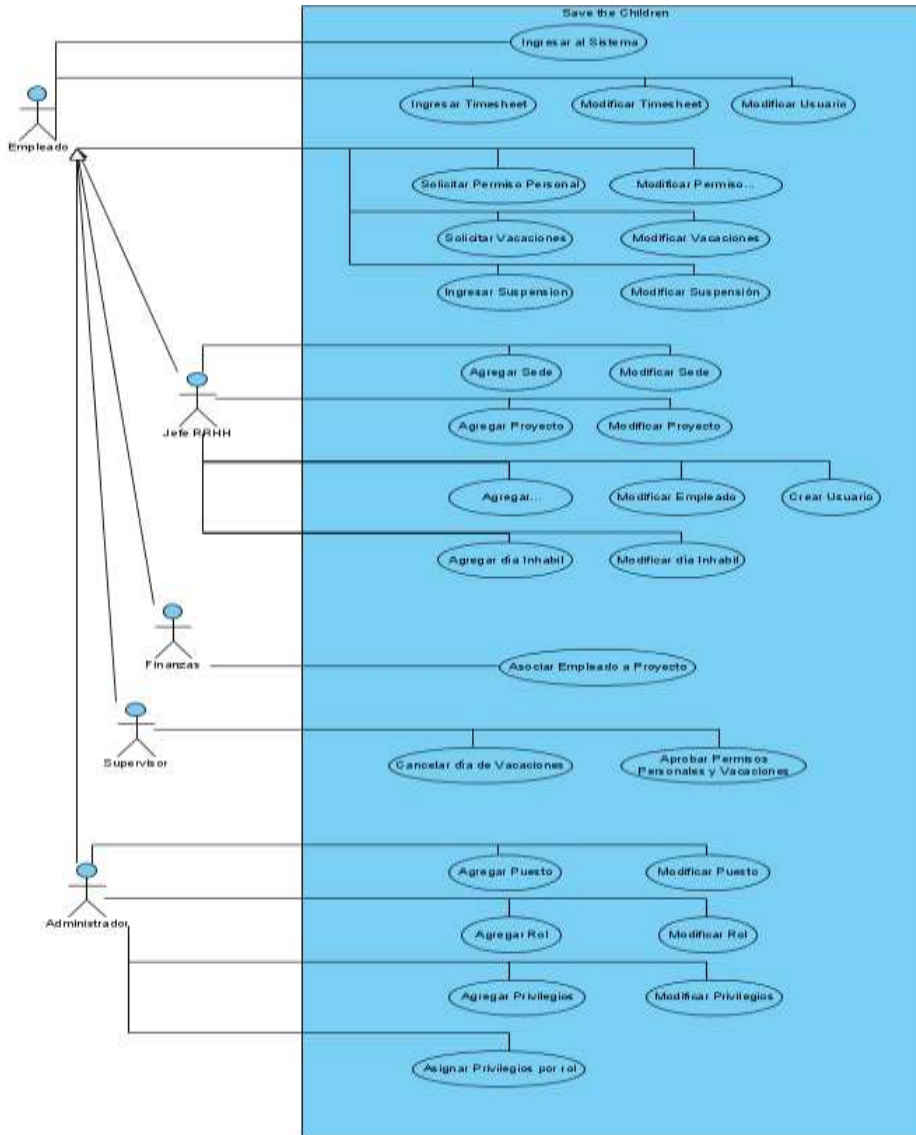 Save the Children
Ingresar al Sistema
Ingresar Timesheet
Modificar Timesheet
Modificar Usuario
Empleado
Solicitar Permiso Personal
Modificar Permiso...
Solicitar Vacaciones
Modificar Vacaciones
Ingresar Suspension
Modificar Suspensión
Agregar Sede
Modificar Sede
Jefe RRHH
Agregar Proyecto
Modificar Proyecto
Agregar...
Modificar Empleado
Crear Usuario
Agregar día Inhabil
Modificar día Inhabil
Finanzas
Asociar Empleado a Proyecto
Supervisor
Cancelar día de Vacaciones
Aprobar Permisos
Personales y Vacaciones
Agregar Puesto
Modificar Puesto
Administrador
Agregar Rol
Modificar Rol
Agregar Privilegios
Modificar Privilegios
Asignar Privilegios por rol